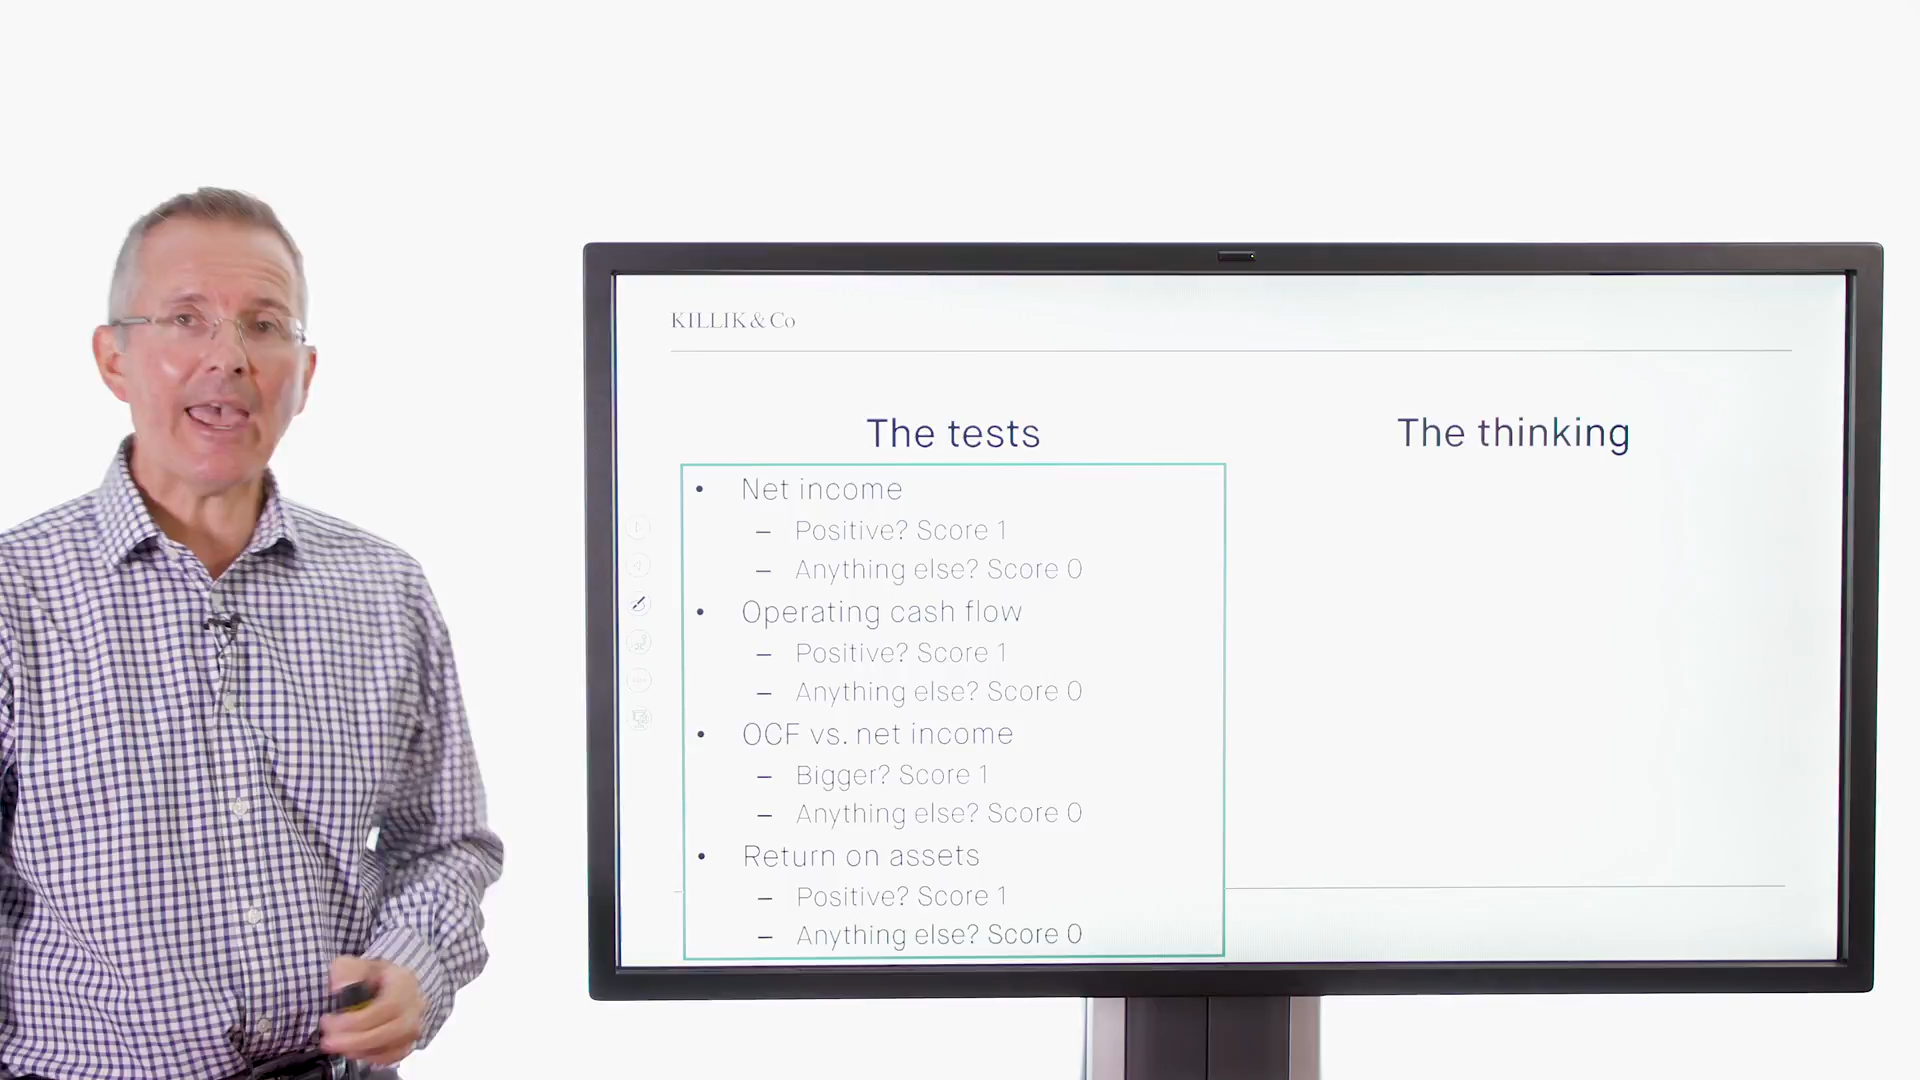 KILLIK & Co
The tests
• Net income
– Positive? Score 1
– Anything else? Score 0
• Operating cash flow
– Positive? Score 1
– Anything else? Score 0
• OCF vs. net income
– Bigger? Score 1
– Anything else? Score 0
• Return on assets
– Positive? Score 1
– Anything else? Score 0
The thinking